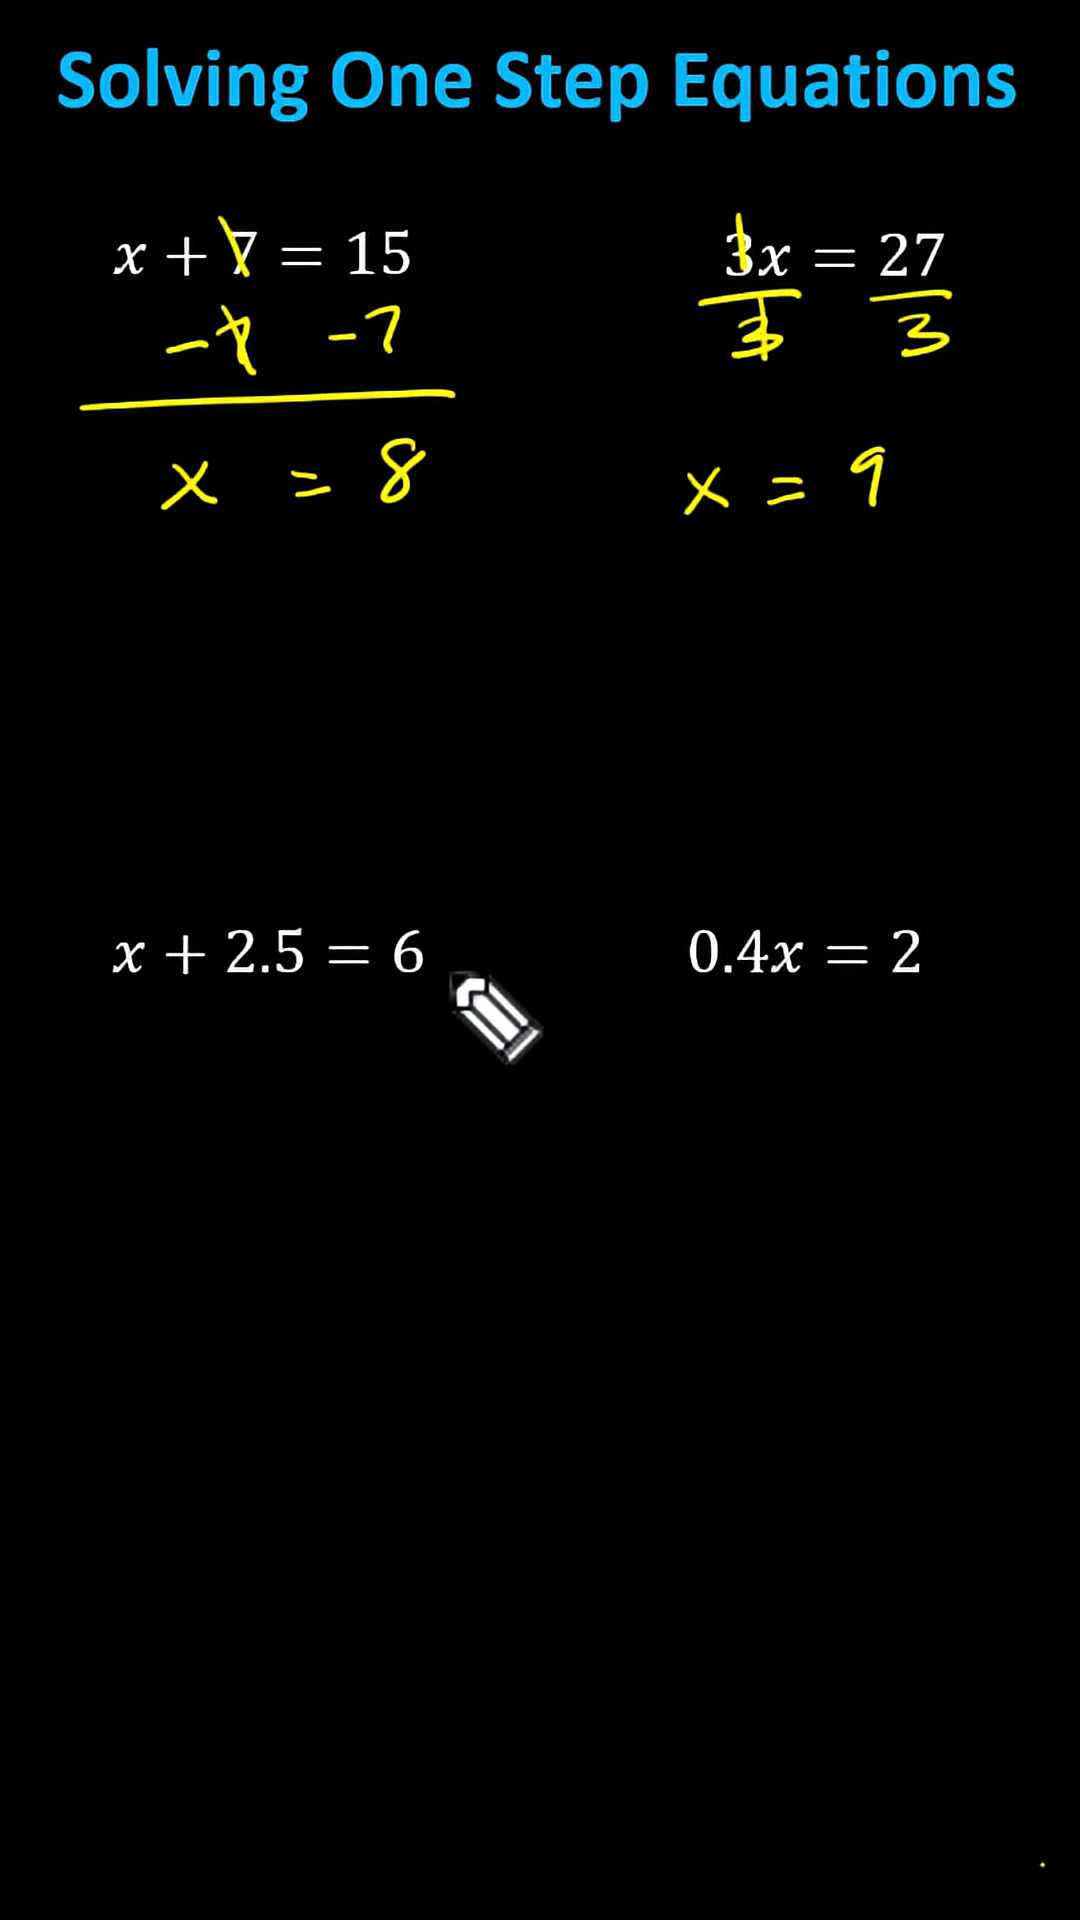 Solving One Step Equations
x + 7 = 15
-7 -7
x = 8
3x = 27
3 3
x = 9
x + 2.5 = 6
0.4x = 2